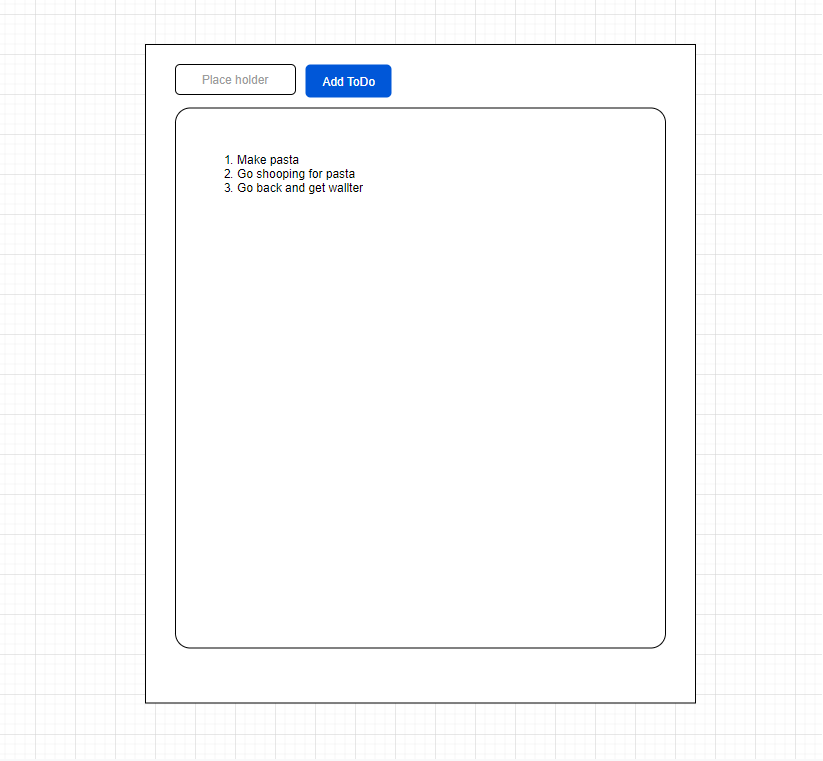 Place holder
Add ToDo
1. Make pasta
2. Go shooping for pasta
3. Go back and get wallter